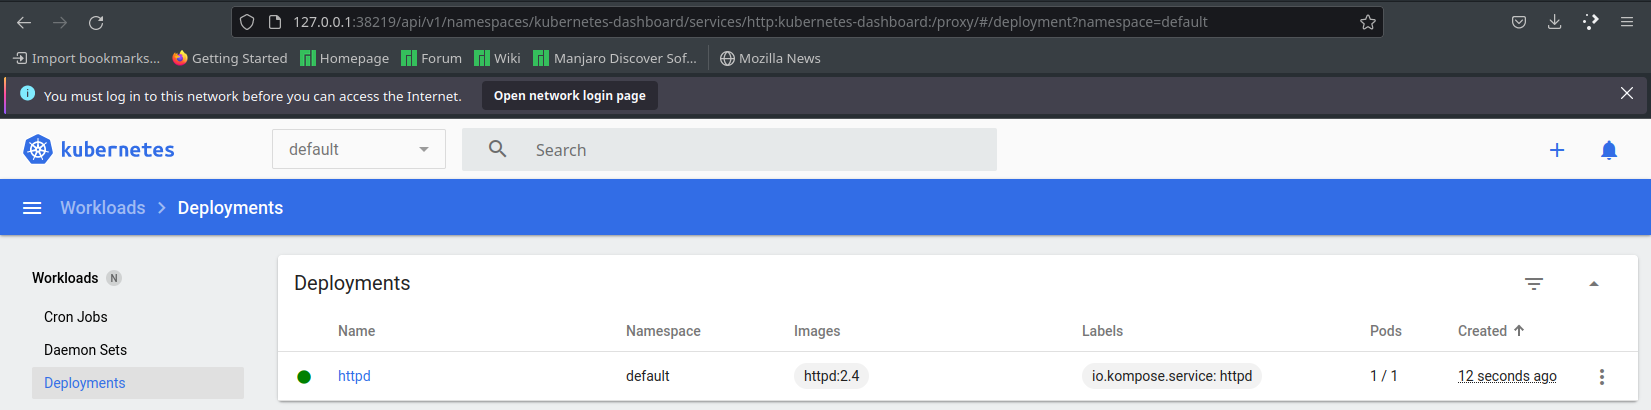 127.0.0.1:38219/api/v1/namespaces/kubernetes-dashboard/services/http:kubernetes-dashboard:/proxy/#/deployment?namespace=default
Import bookmarks... Getting Started Homepage Forum Wiki Manjaro Discover Sof... Mozilla News
You must log in to this network before you can access the Internet. Open network login page
kubernetes default Search
Workloads Deployments
Workloads N
Cron Jobs
Daemon Sets
Deployments
Deployments
Name Namespace Images Labels Pods Created
httpd default httpd:2.4 io.kompose.service: httpd 1 / 1 12 seconds ago